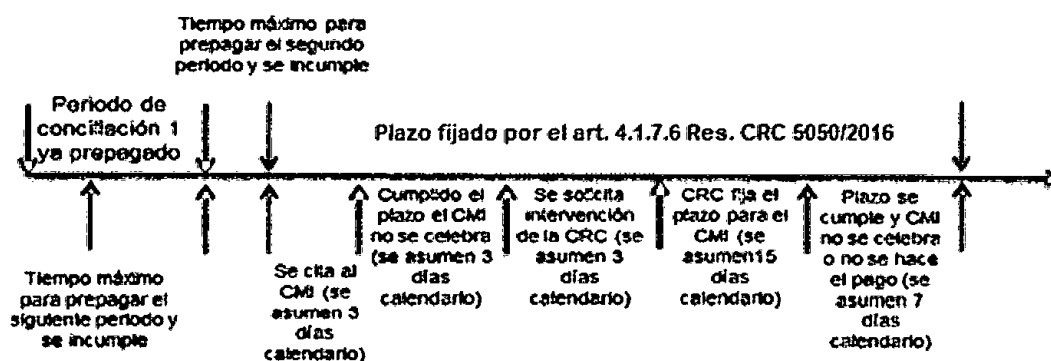 Tiempo máximo para
prepagar el segundo
periodo y se incumple
Periodo de
conciliación 1
ya prepagado
Plazo fijado por el art. 4.1.7.6 Res. CRC 5050/2016
Tiempo máximo
para prepagar el
siguiente periodo y
se incumple
Se cita al
CMI (se
asumen 3
días
calendario)
Cumplido el
plazo el CMI
no se celebra
(se asumen 3
días
calendario)
Se solicita
intervención
de la CRC (se
asumen 3
días
calendario)
CRC fija el
plazo para el
CMI (se
asumen15
días
calendario)
Plazo se
cumple y CMI
no se celebra
o no se hace
el pago (se
asumen 7
días
calendario)